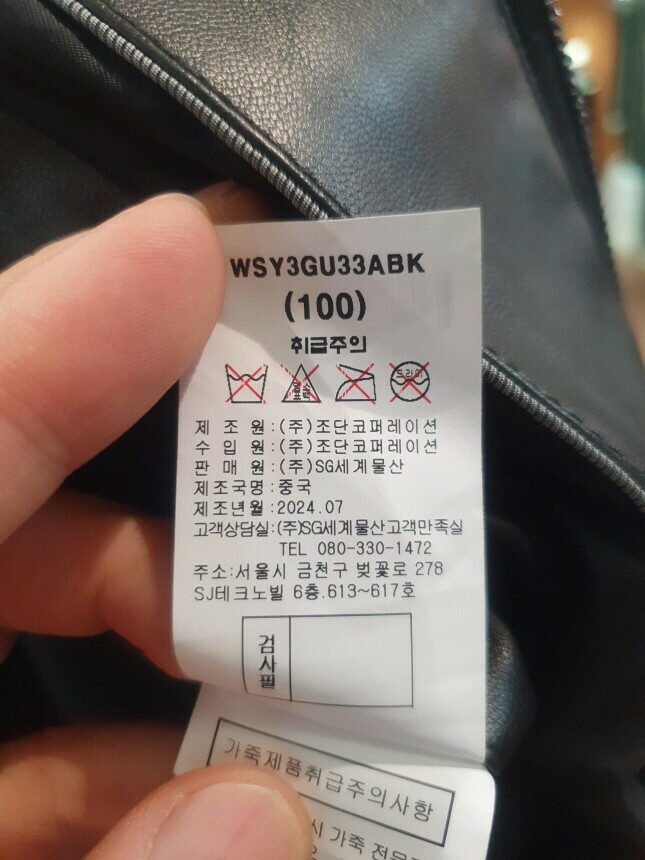 WSY3GU33ABK
(100)
취급주의
드라이
제 조 원 : (주)조단코퍼레이션
수 입 원 : (주)조단코퍼레이션
판 매 원 : (주)SG세계물산
제조국명 : 중국
제조년월 : 2024.07
고객상담실:(주)SG세계물산고객만족실
TEL 080-330-1472
주소:서울시 금천구 벚꽃로 278
SJ테크노빌 6층.613~617호
검사필
가죽제품취급주의사항
시 가죽